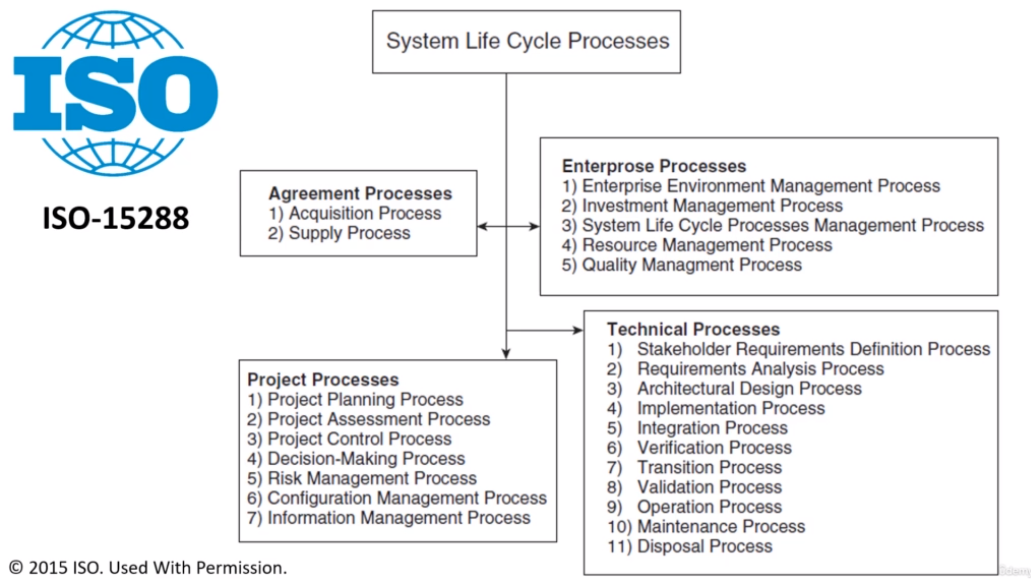 ISO
ISO-15288
System Life Cycle Processes
Agreement Processes
1) Acquisition Process
2) Supply Process
Enterprose Processes
1) Enterprise Environment Management Process
2) Investment Management Process
3) System Life Cycle Processes Management Process
4) Resource Management Process
5) Quality Managment Process
Project Processes
1) Project Planning Process
2) Project Assessment Process
3) Project Control Process
4) Decision-Making Process
5) Risk Management Process
6) Configuration Management Process
7) Information Management Process
Technical Processes
1) Stakeholder Requirements Definition Process
2) Requirements Analysis Process
3) Architectural Design Process
4) Implementation Process
5) Integration Process
6) Verification Process
7) Transition Process
8) Validation Process
9) Operation Process
10) Maintenance Process
11) Disposal Process
© 2015 ISO. Used With Permission.